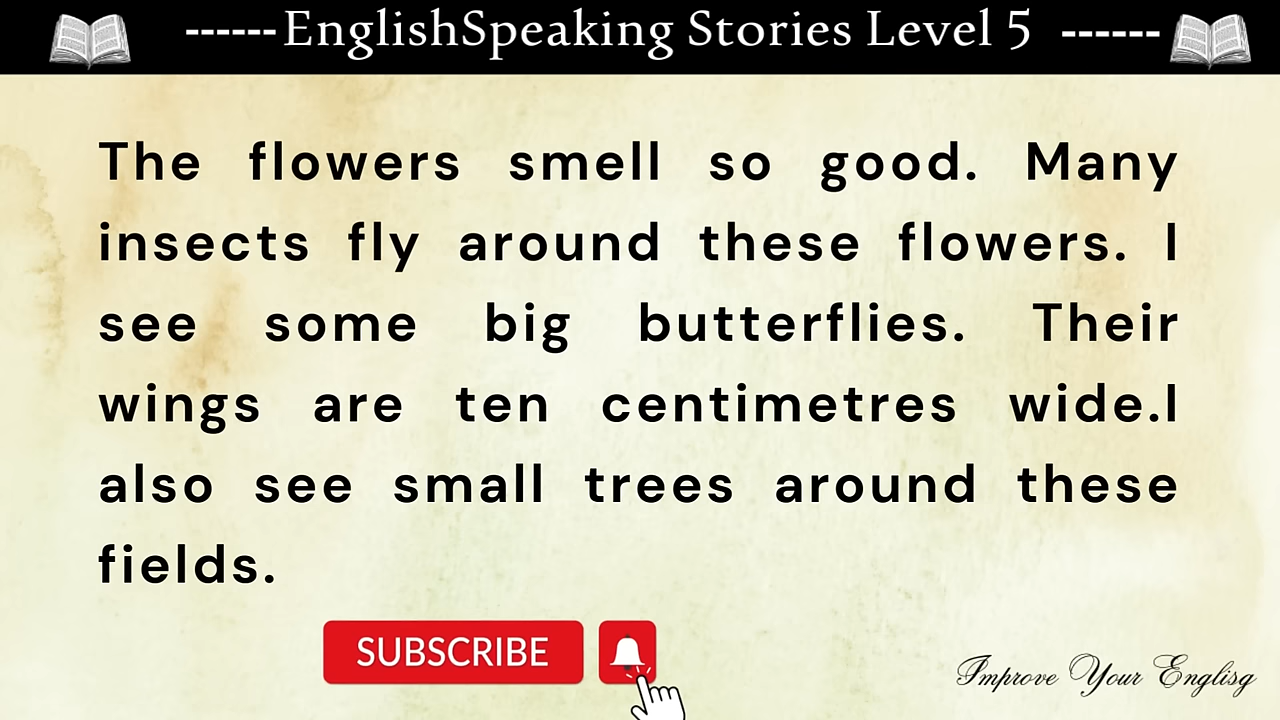 ------EnglishSpeaking Stories Level 5 ------
The flowers smell so good. Many
insects fly around these flowers. I
see some big butterflies. Their
wings are ten centimetres wide.I
also see small trees around these
fields.
SUBSCRIBE
Improve Your Englisg